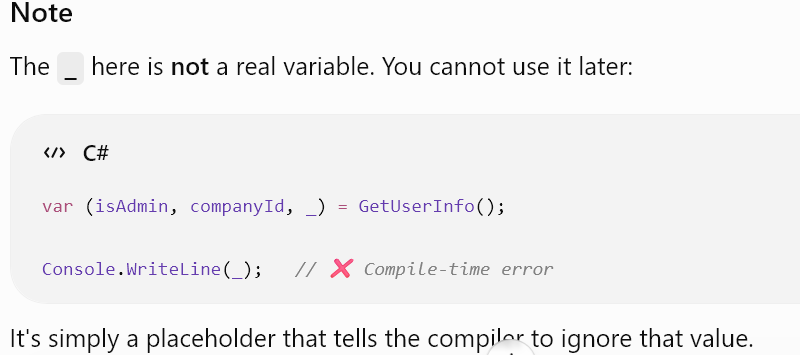 Note
The _ here is not a real variable. You cannot use it later:
</> C#
var (isAdmin, companyId, _) = GetUserInfo();
Console.WriteLine(_);   // ❌ Compile-time error
It's simply a placeholder that tells the compiler to ignore that value.